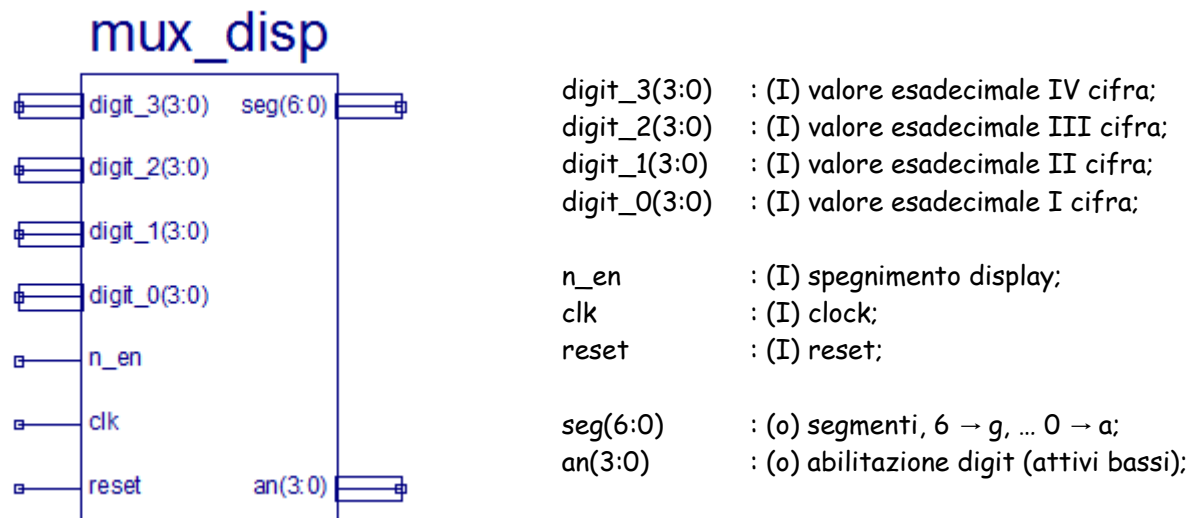 mux_disp
digit_3(3:0) seg(6:0)
digit_2(3:0)
digit_1(3:0)
digit_0(3:0)
n_en
clk
reset an(3:0)
digit_3(3:0) : (I) valore esadecimale IV cifra;
digit_2(3:0) : (I) valore esadecimale III cifra;
digit_1(3:0) : (I) valore esadecimale II cifra;
digit_0(3:0) : (I) valore esadecimale I cifra;
n_en : (I) spegnimento display;
clk : (I) clock;
reset : (I) reset;
seg(6:0) : (o) segmenti, 6 → g, … 0 → a;
an(3:0) : (o) abilitazione digit (attivi bassi);